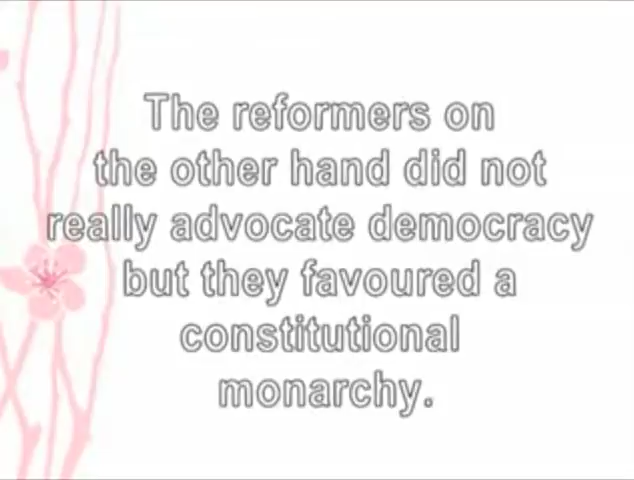 The reformers on
the other hand did not
really advocate democracy
but they favoured a
constitutional
monarchy.